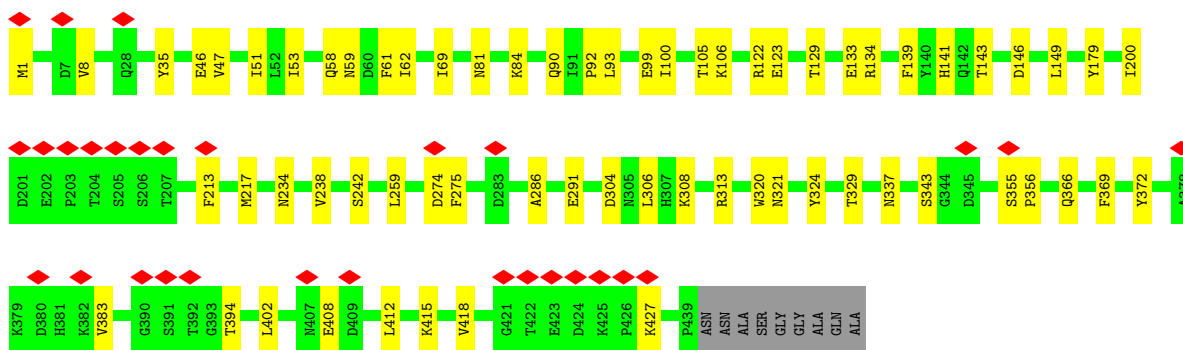 M1 D7 V8 Q28 Y35 E46 V47 I51 L52 I53 Q58 N59 D60 F61 I62 I69 N81 K84 Q90 I91 P92 L93 E99 I100 T105 K106 R122 E123 T129 E133 R134 F139 Y140 H141 Q142 T143 D146 L149 Y179 I200
D201 E202 P203 T204 S205 S206 T207 F213 M217 N234 V238 S242 L259 D274 F275 D283 A286 E291 D304 N305 L306 H307 K308 R313 W320 N321 Y324 T329 N337 S343 G344 D345 S355 P356 Q366 F369 Y372
K379 D380 H381 K382 V383 G390 S391 T392 G393 T394 L402 N407 E408 D409 L412 K415 V418 G421 T422 E423 D424 K425 P426 K427 P439 ASN ASN ALA SER GLY GLY ALA GLN ALA